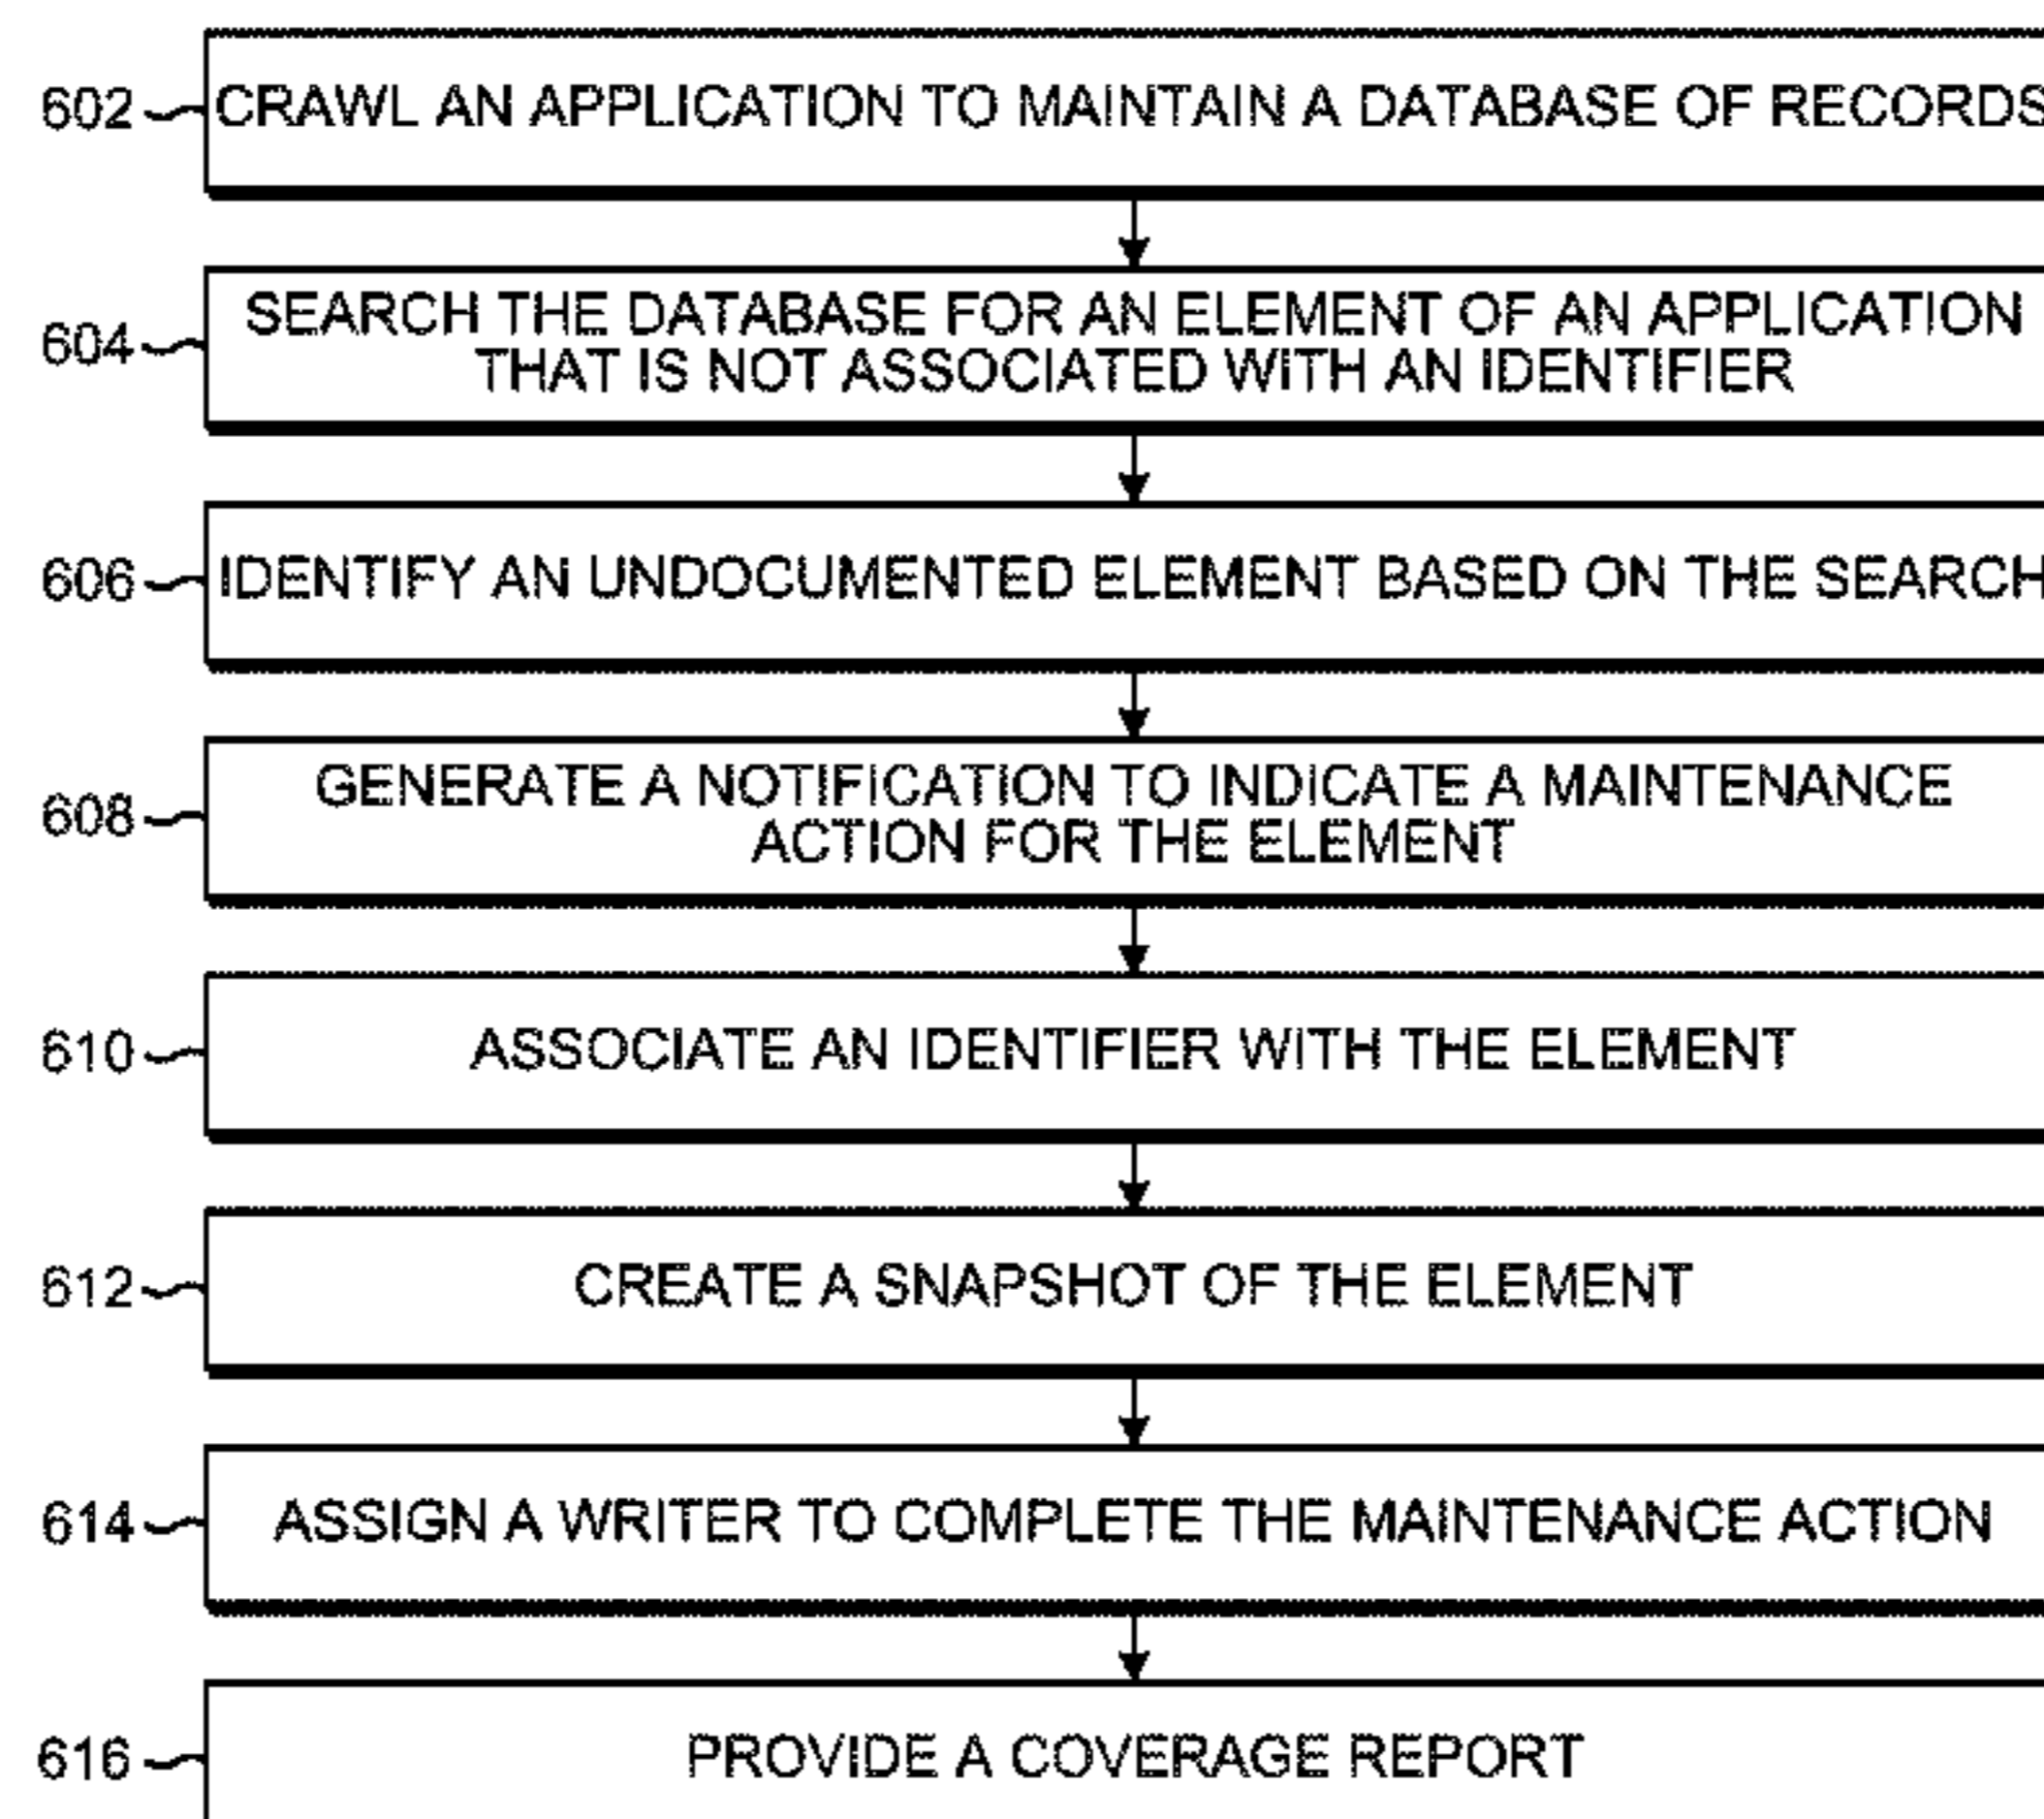 602 CRAWL AN APPLICATION TO MAINTAIN A DATABASE OF RECORDS
604 SEARCH THE DATABASE FOR AN ELEMENT OF AN APPLICATION
THAT IS NOT ASSOCIATED WITH AN IDENTIFIER
606 IDENTIFY AN UNDOCUMENTED ELEMENT BASED ON THE SEARCH
608 GENERATE A NOTIFICATION TO INDICATE A MAINTENANCE
ACTION FOR THE ELEMENT
610 ASSOCIATE AN IDENTIFIER WITH THE ELEMENT
612 CREATE A SNAPSHOT OF THE ELEMENT
614 ASSIGN A WRITER TO COMPLETE THE MAINTENANCE ACTION
616 PROVIDE A COVERAGE REPORT